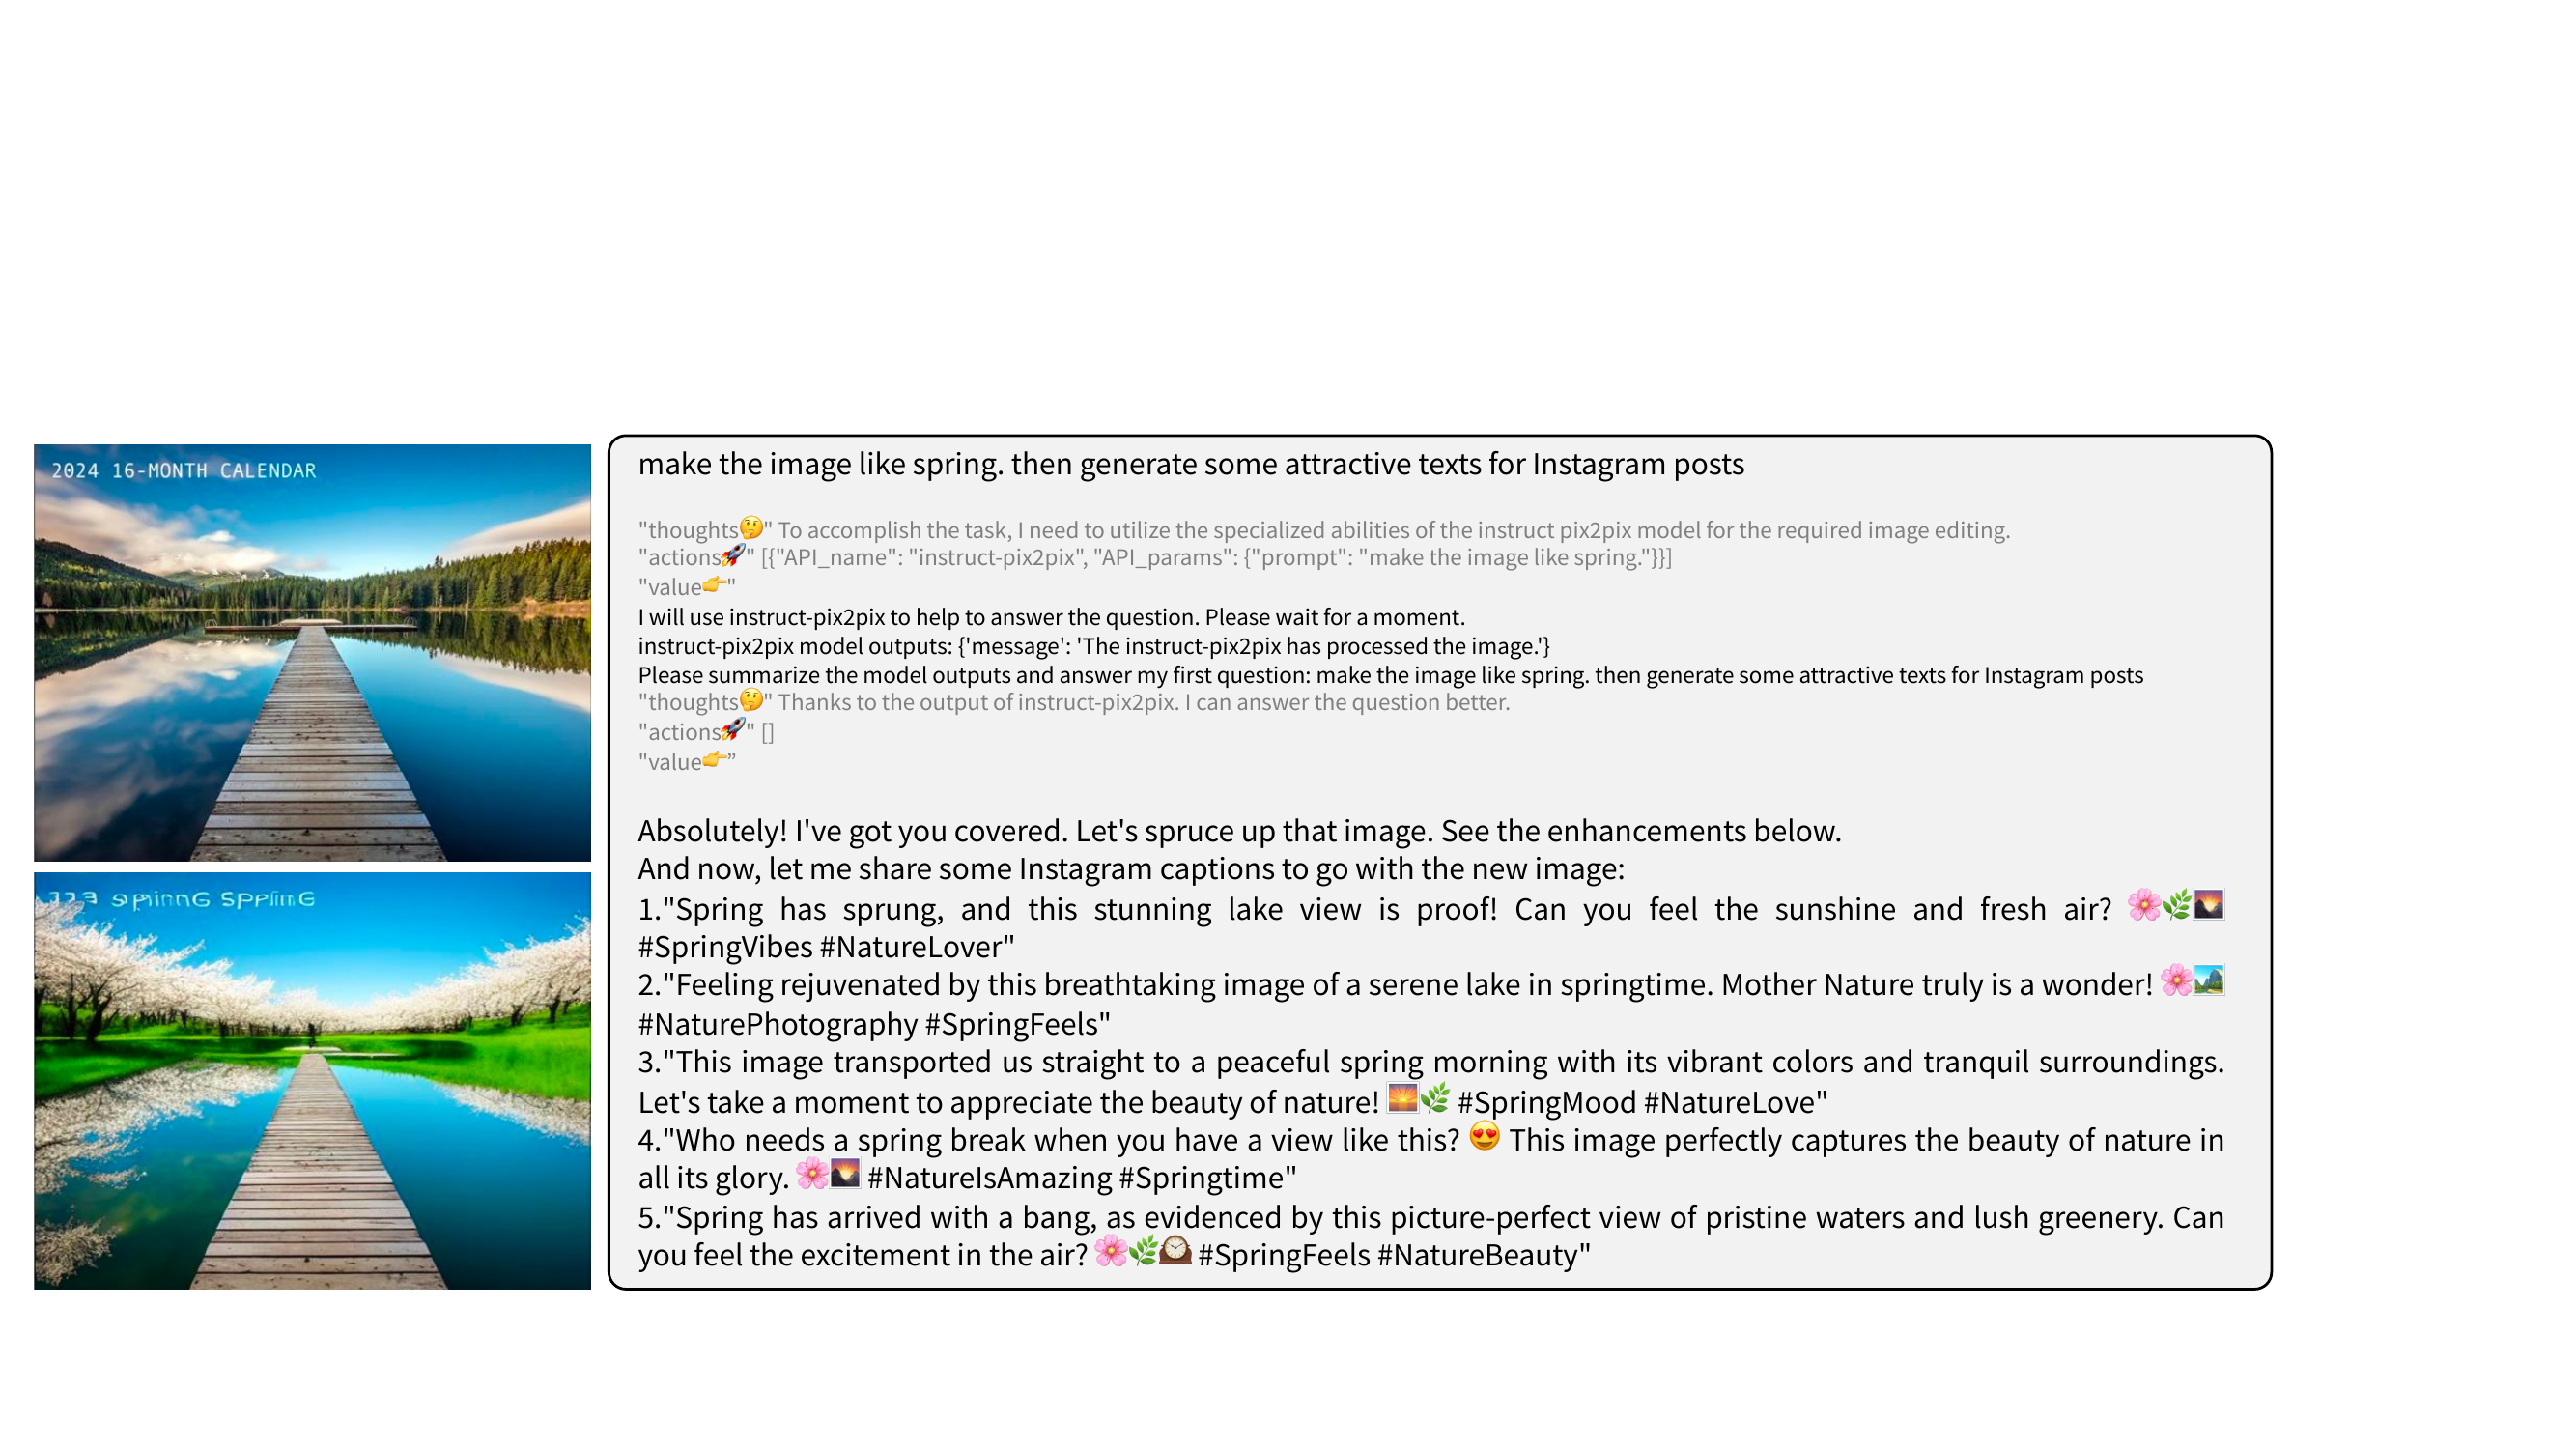 2024 16-MONTH CALENDAR
make the image like spring. then generate some attractive texts for Instagram posts
"thoughts🤔" To accomplish the task, I need to utilize the specialized abilities of the instruct pix2pix model for the required image editing.
"actions🚀" [{"API_name": "instruct-pix2pix", "API_params": {"prompt": "make the image like spring."}}]
"value👉"
I will use instruct-pix2pix to help to answer the question. Please wait for a moment.
instruct-pix2pix model outputs: {'message': 'The instruct-pix2pix has processed the image.'}
Please summarize the model outputs and answer my first question: make the image like spring. then generate some attractive texts for Instagram posts
"thoughts🤔" Thanks to the output of instruct-pix2pix. I can answer the question better.
"actions🚀" []
"value👉”
Absolutely! I've got you covered. Let's spruce up that image. See the enhancements below.
And now, let me share some Instagram captions to go with the new image:
1."Spring has sprung, and this stunning lake view is proof! Can you feel the sunshine and fresh air? 🌸🌿🌄
#SpringVibes #NatureLover"
2."Feeling rejuvenated by this breathtaking image of a serene lake in springtime. Mother Nature truly is a wonder! 🌸🏞️
#NaturePhotography #SpringFeels"
3."This image transported us straight to a peaceful spring morning with its vibrant colors and tranquil surroundings.
Let's take a moment to appreciate the beauty of nature! 🌅🌿 #SpringMood #NatureLove"
4."Who needs a spring break when you have a view like this? 😍 This image perfectly captures the beauty of nature in
all its glory. 🌸🌄 #NatureIsAmazing #Springtime"
5."Spring has arrived with a bang, as evidenced by this picture-perfect view of pristine waters and lush greenery. Can
you feel the excitement in the air? 🌸🌿🕰️ #SpringFeels #NatureBeauty"